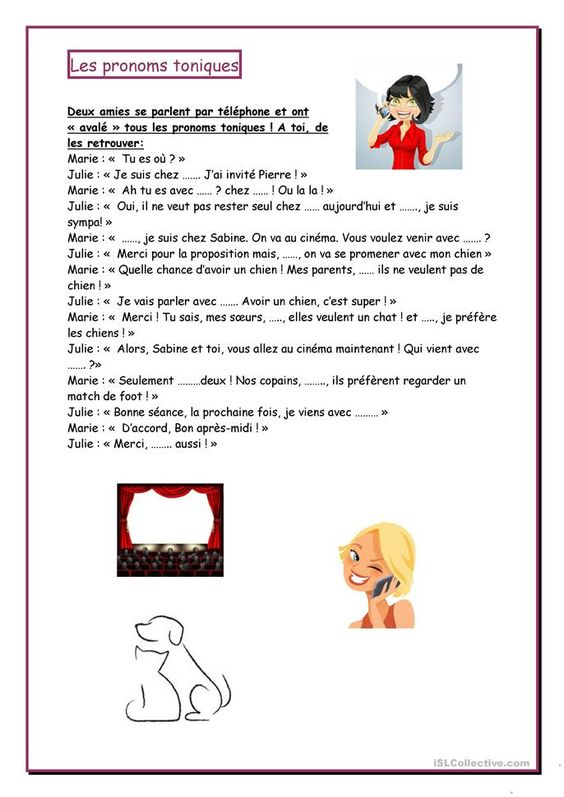 Les pronoms toniques
Deux amies se parlent par téléphone et ont
« avalé » tous les pronoms toniques ! A toi, de
les retrouver:
Marie : «  Tu es où ? »
Julie : « Je suis chez ……. J’ai invité Pierre ! »
Marie : «  Ah tu es avec …… ? chez …… ! Ou la la ! »
Julie : «  Oui, il ne veut pas rester seul chez …… aujourd’hui et ……., je suis
sympa! »
Marie : «  ……, je suis chez Sabine. On va au cinéma. Vous voulez venir avec ……. ?
Julie : «  Merci pour la proposition mais, ……, on va se promener avec mon chien »
Marie : « Quelle chance d’avoir un chien ! Mes parents, …… ils ne veulent pas de
chien ! »
Julie : «  Je vais parler avec ……. Avoir un chien, c’est super ! »
Marie : «  Merci ! Tu sais, mes sœurs, ….., elles veulent un chat ! et ….., je préfère
les chiens ! »
Julie : «  Alors, Sabine et toi, vous allez au cinéma maintenant ! Qui vient avec
……. ?»
Marie : « Seulement ………deux ! Nos copains, …….., ils préfèrent regarder un
match de foot ! »
Julie : « Bonne séance, la prochaine fois, je viens avec ……… »
Marie : «  D’accord, Bon après-midi ! »
Julie : « Merci, …….. aussi ! »
iSLCollective.com